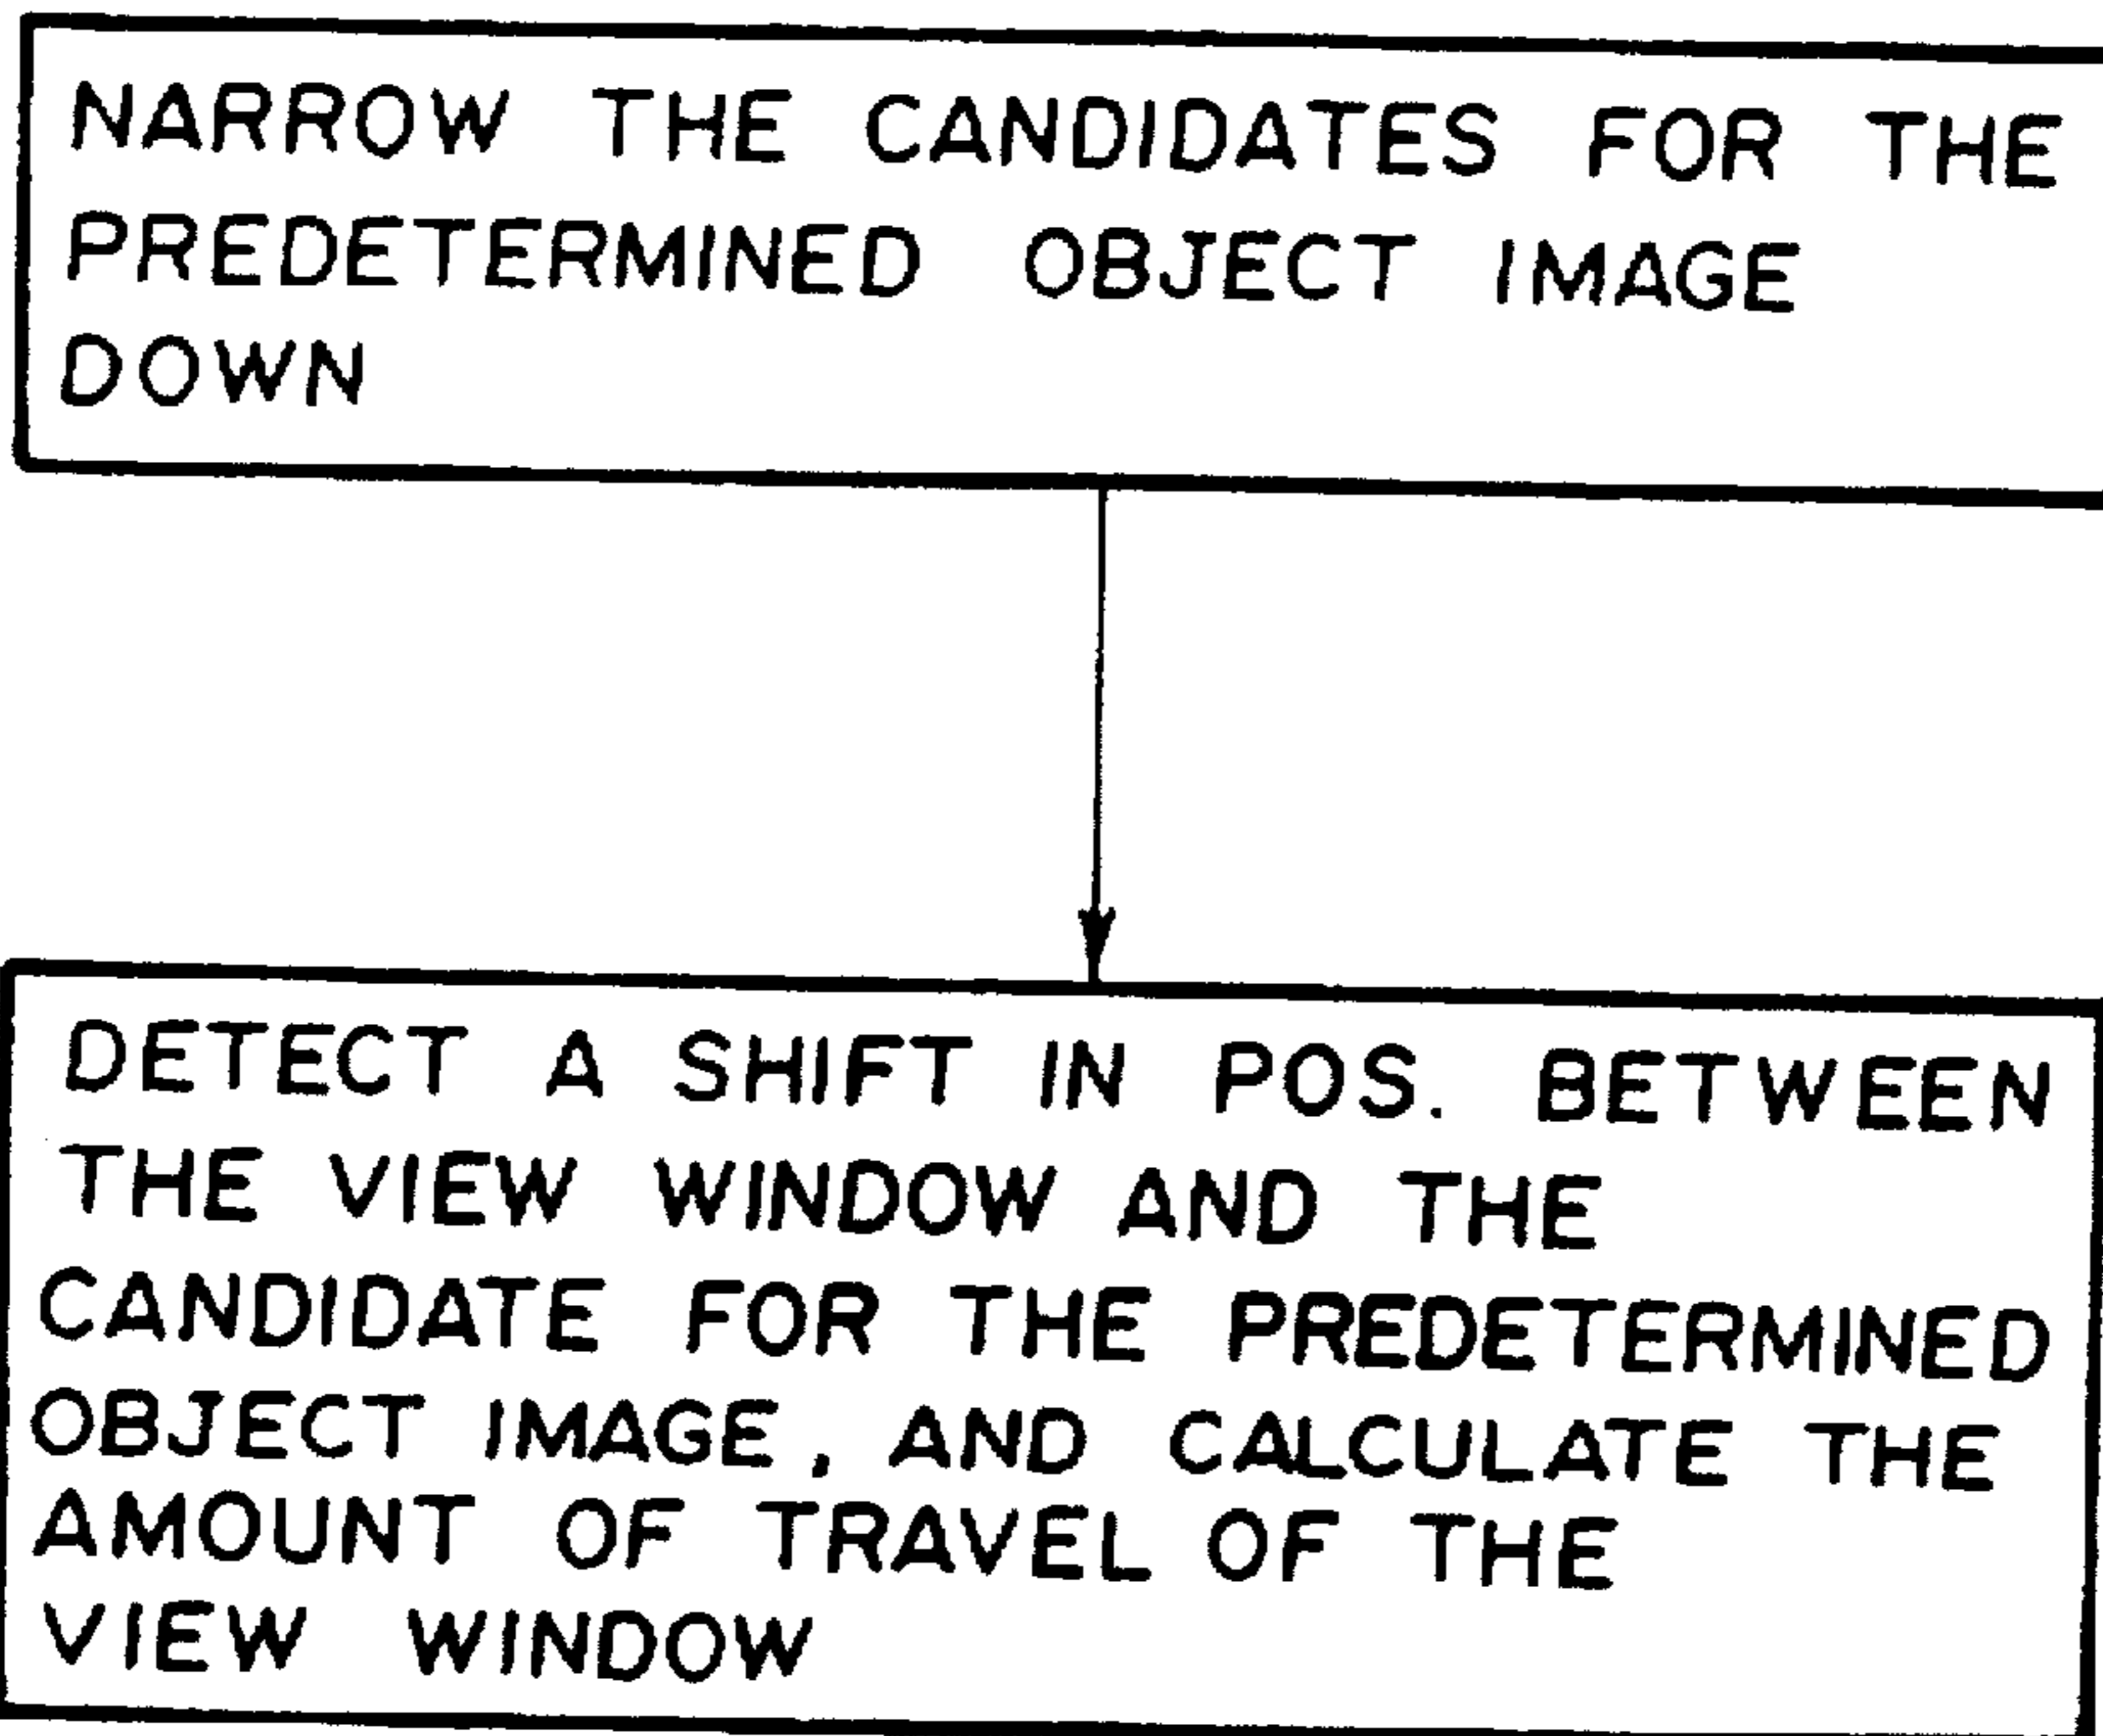 NARROW THE CANDIDATES FOR THE
PREDETERMINED OBJECT IMAGE
DOWN
DETECT A SHIFT IN POS. BETWEEN
THE VIEW WINDOW AND THE
CANDIDATE FOR THE PREDETERMINED
OBJECT IMAGE, AND CALCULATE THE
AMOUNT OF TRAVEL OF THE
VIEW WINDOW